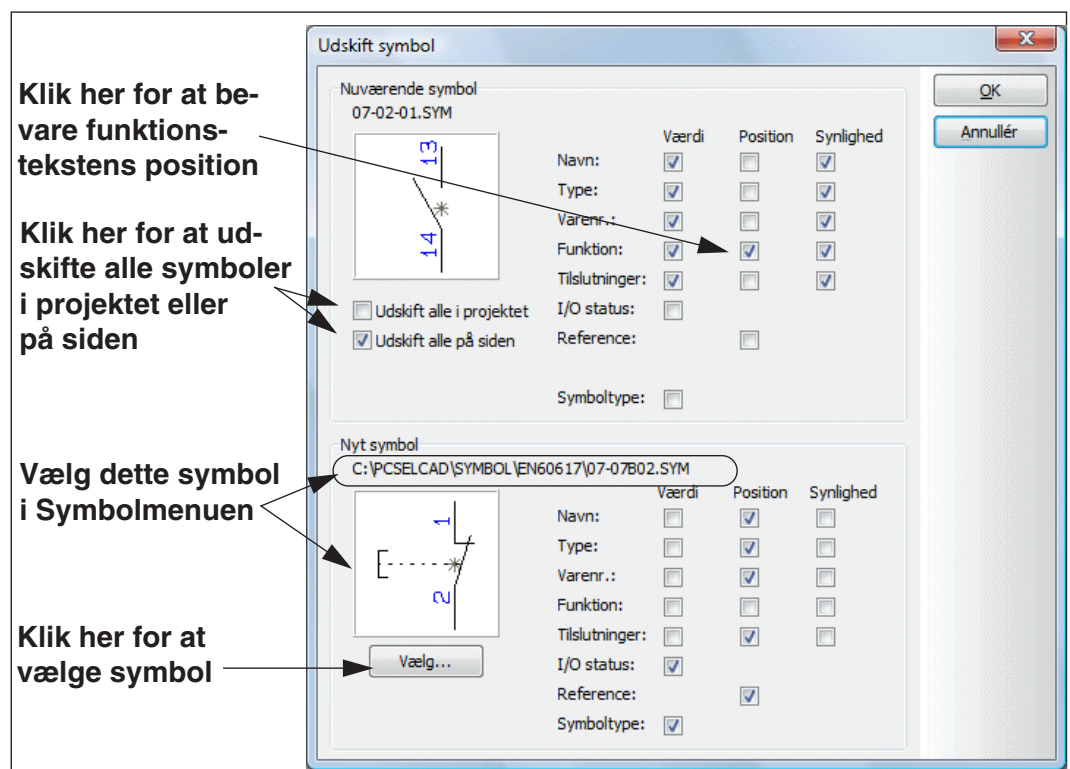 Udskift symbol
Klik her for at be-
vare funktions-
tekstens position
Klik her for at ud-
skifte alle symboler
i projektet eller
på siden
Vælg dette symbol
i Symbolmenuen
Klik her for at
vælge symbol
Nuværende symbol
07-02-01.SYM
13
14
Udskift alle i projektet
Udskift alle på siden
Værdi Position Synlighed
Navn:
Type:
Varenr.:
Funktion:
Tilslutninger:
I/O status:
Reference:
Symboltype:
OK
Annullér
Nyt symbol
C:\PCSELCAD\SYMBOL\EN60617\07-07B02.SYM
1
2
Vælg...
Værdi Position Synlighed
Navn:
Type:
Varenr.:
Funktion:
Tilslutninger:
I/O status:
Reference:
Symboltype: